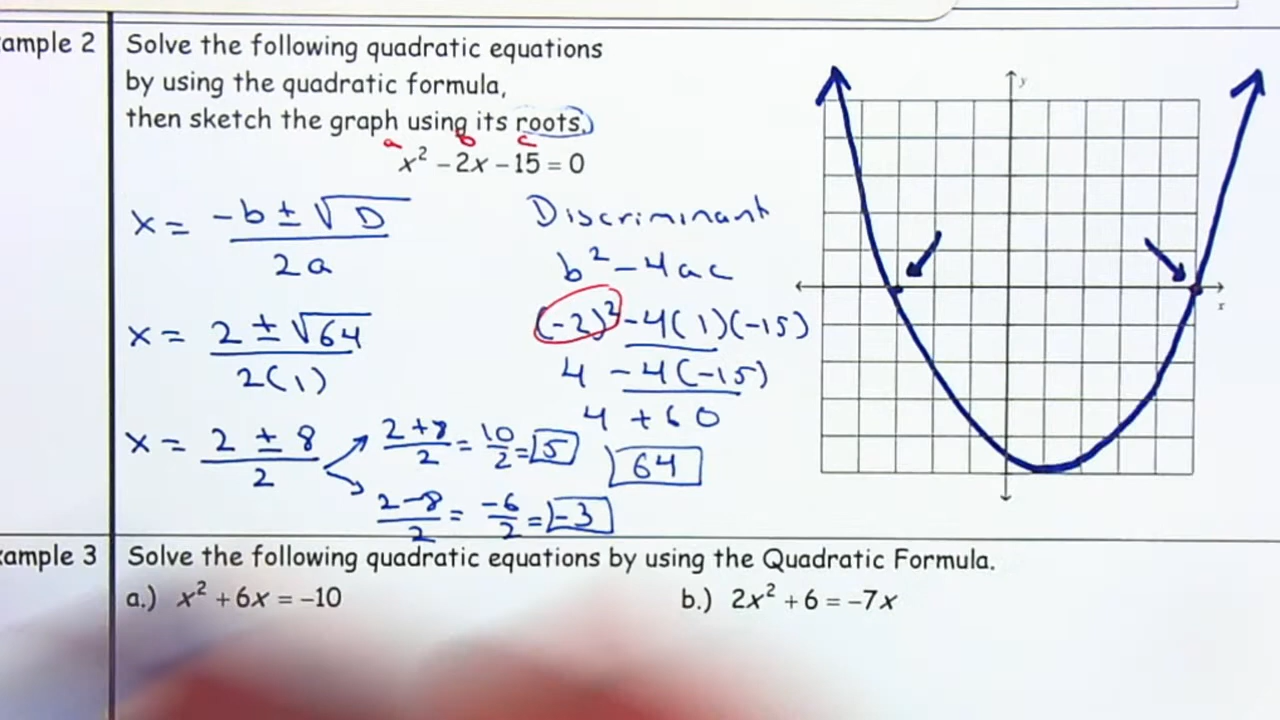 ample 2
Solve the following quadratic equations
by using the quadratic formula,
then sketch the graph using its roots.
a b c
x² − 2x − 15 = 0
x = (-b ± √D) / 2a
x = (2 ± √64) / 2(1)
x = (2 ± 8) / 2
(2+8)/2 = 10/2 = 5
(2-8)/2 = -6/2 = -3
Discriminant
b² - 4ac
(-2)² - 4(1)(-15)
4 - 4(-15)
4 + 60
64
y
x
xample 3
Solve the following quadratic equations by using the Quadratic Formula.
a.) x² + 6x = −10
b.) 2x² + 6 = −7x